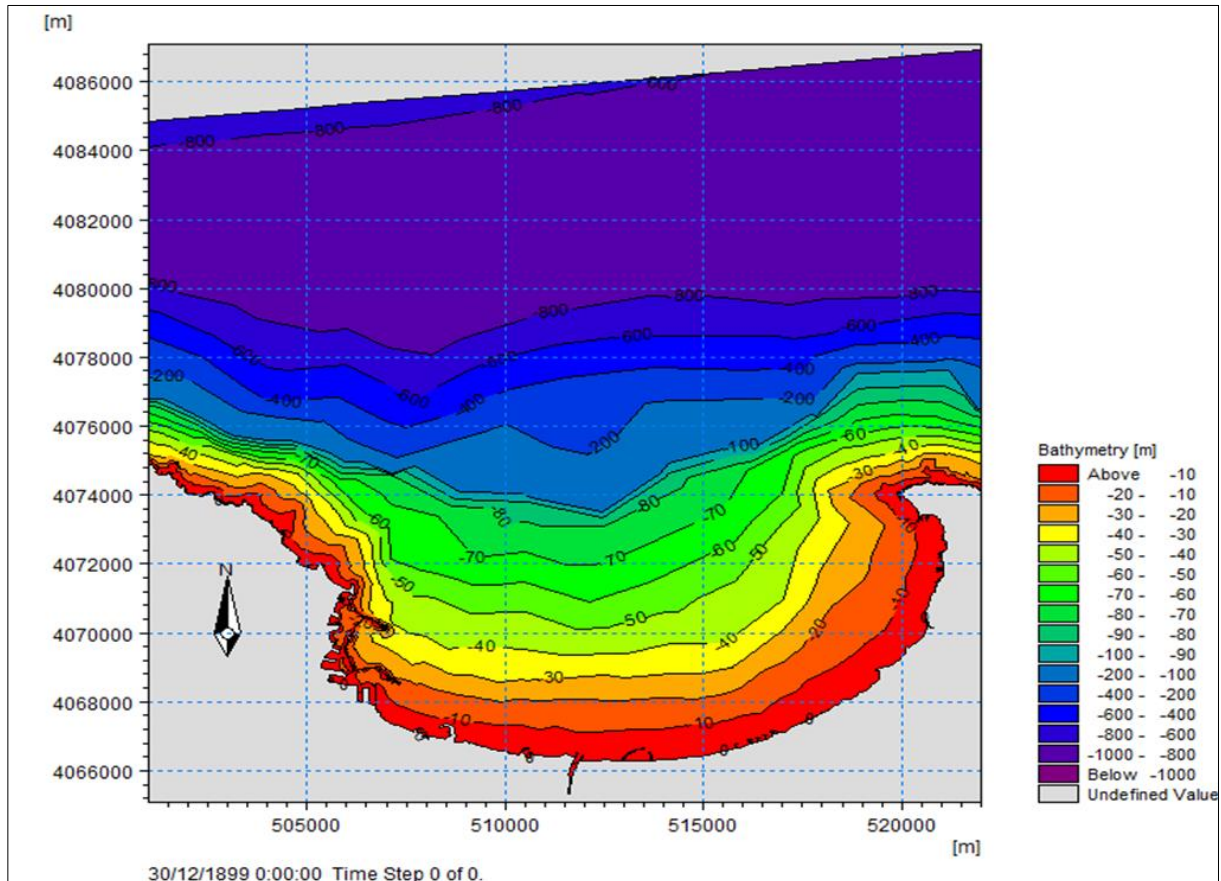 [m]
4086000
4084000
4082000
4080000
4078000
4076000
4074000
4072000
4070000
4068000
4066000
-800
-800
-800
-800
-800
-800
-600
-600
-600
-600
-400
-400
-400
-400
-200
-200
-200
-100
-40
-70
-60
-80
-80
-70
-70
-70
-60
-60
-50
-50
-50
-40
-40
-40
-30
30
-20
-10
-10
-10
10
0
0
N
505000
510000
515000
520000
[m]
30/12/1899 0:00:00 Time Step 0 of 0.
Bathymetry [m]
Above -10
-20 - -10
-30 - -20
-40 - -30
-50 - -40
-60 - -50
-70 - -60
-80 - -70
-90 - -80
-100 - -90
-200 - -100
-400 - -200
-600 - -400
-800 - -600
-1000 - -800
Below -1000
Undefined Value